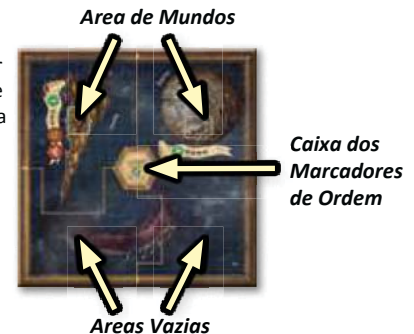 Area de Mundos
e
a
Caixa dos
Marcadores
de Ordem
Areas Vazias